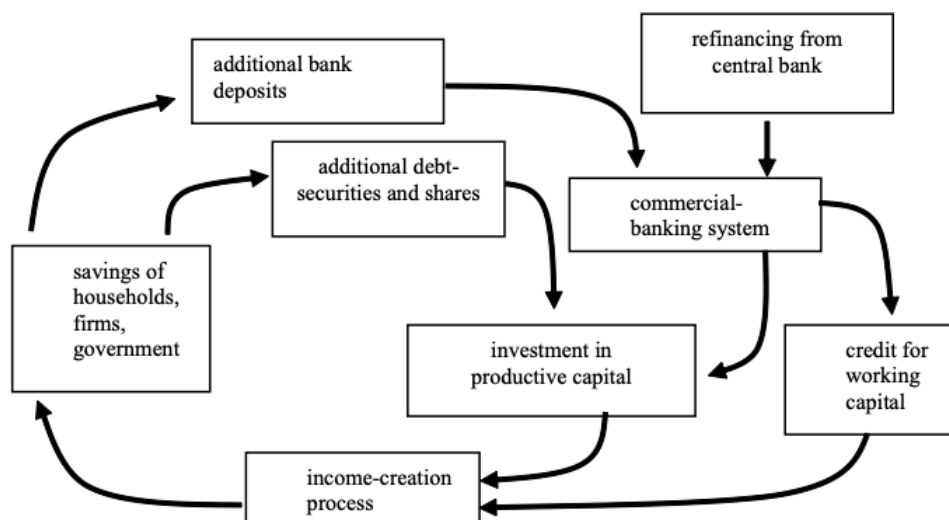 additional bank
deposits
refinancing from
central bank
additional debt-
securities and shares
commercial-
banking system
savings of
households,
firms,
government
investment in
productive capital
credit for
working
capital
income-creation
process